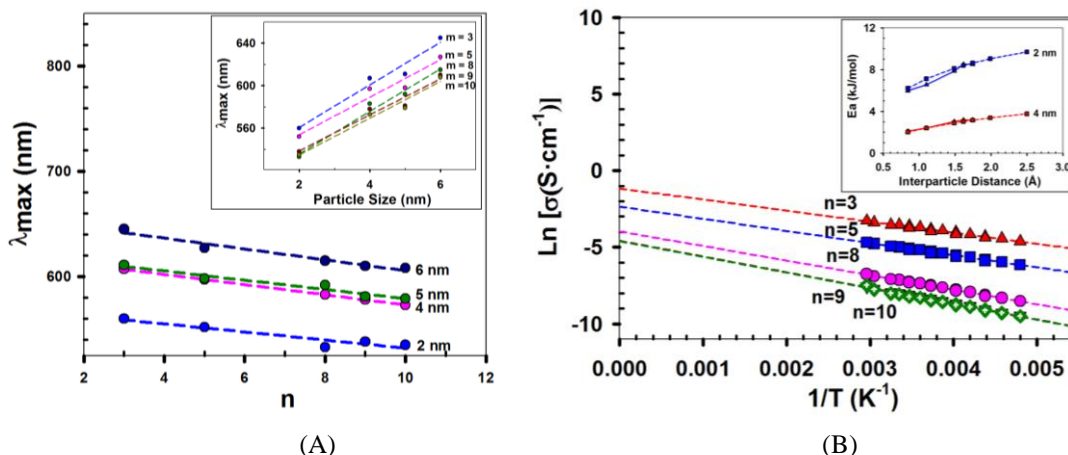 850
800
700
600
λmax (nm)
2
4
6
8
10
12
n
6 nm
5 nm
4 nm
2 nm
640
600
560
λ-max (nm)
2
4
5
6
Particle Size (nm)
m = 3
m = 5
m = 8
m = 9
m =10
(A)
10
5
0
-5
-10
Ln [σ(S·cm⁻¹)]
0.000
0.001
0.002
0.003
0.004
0.005
1/T (K⁻¹)
n=3
n=5
n=8
n=9
n=10
12
8
4
0
Ea (kJ/mol)
0.5
1.0
1.5
2.0
2.5
3.0
Interparticle Distance (Å)
2 nm
4 nm
(B)